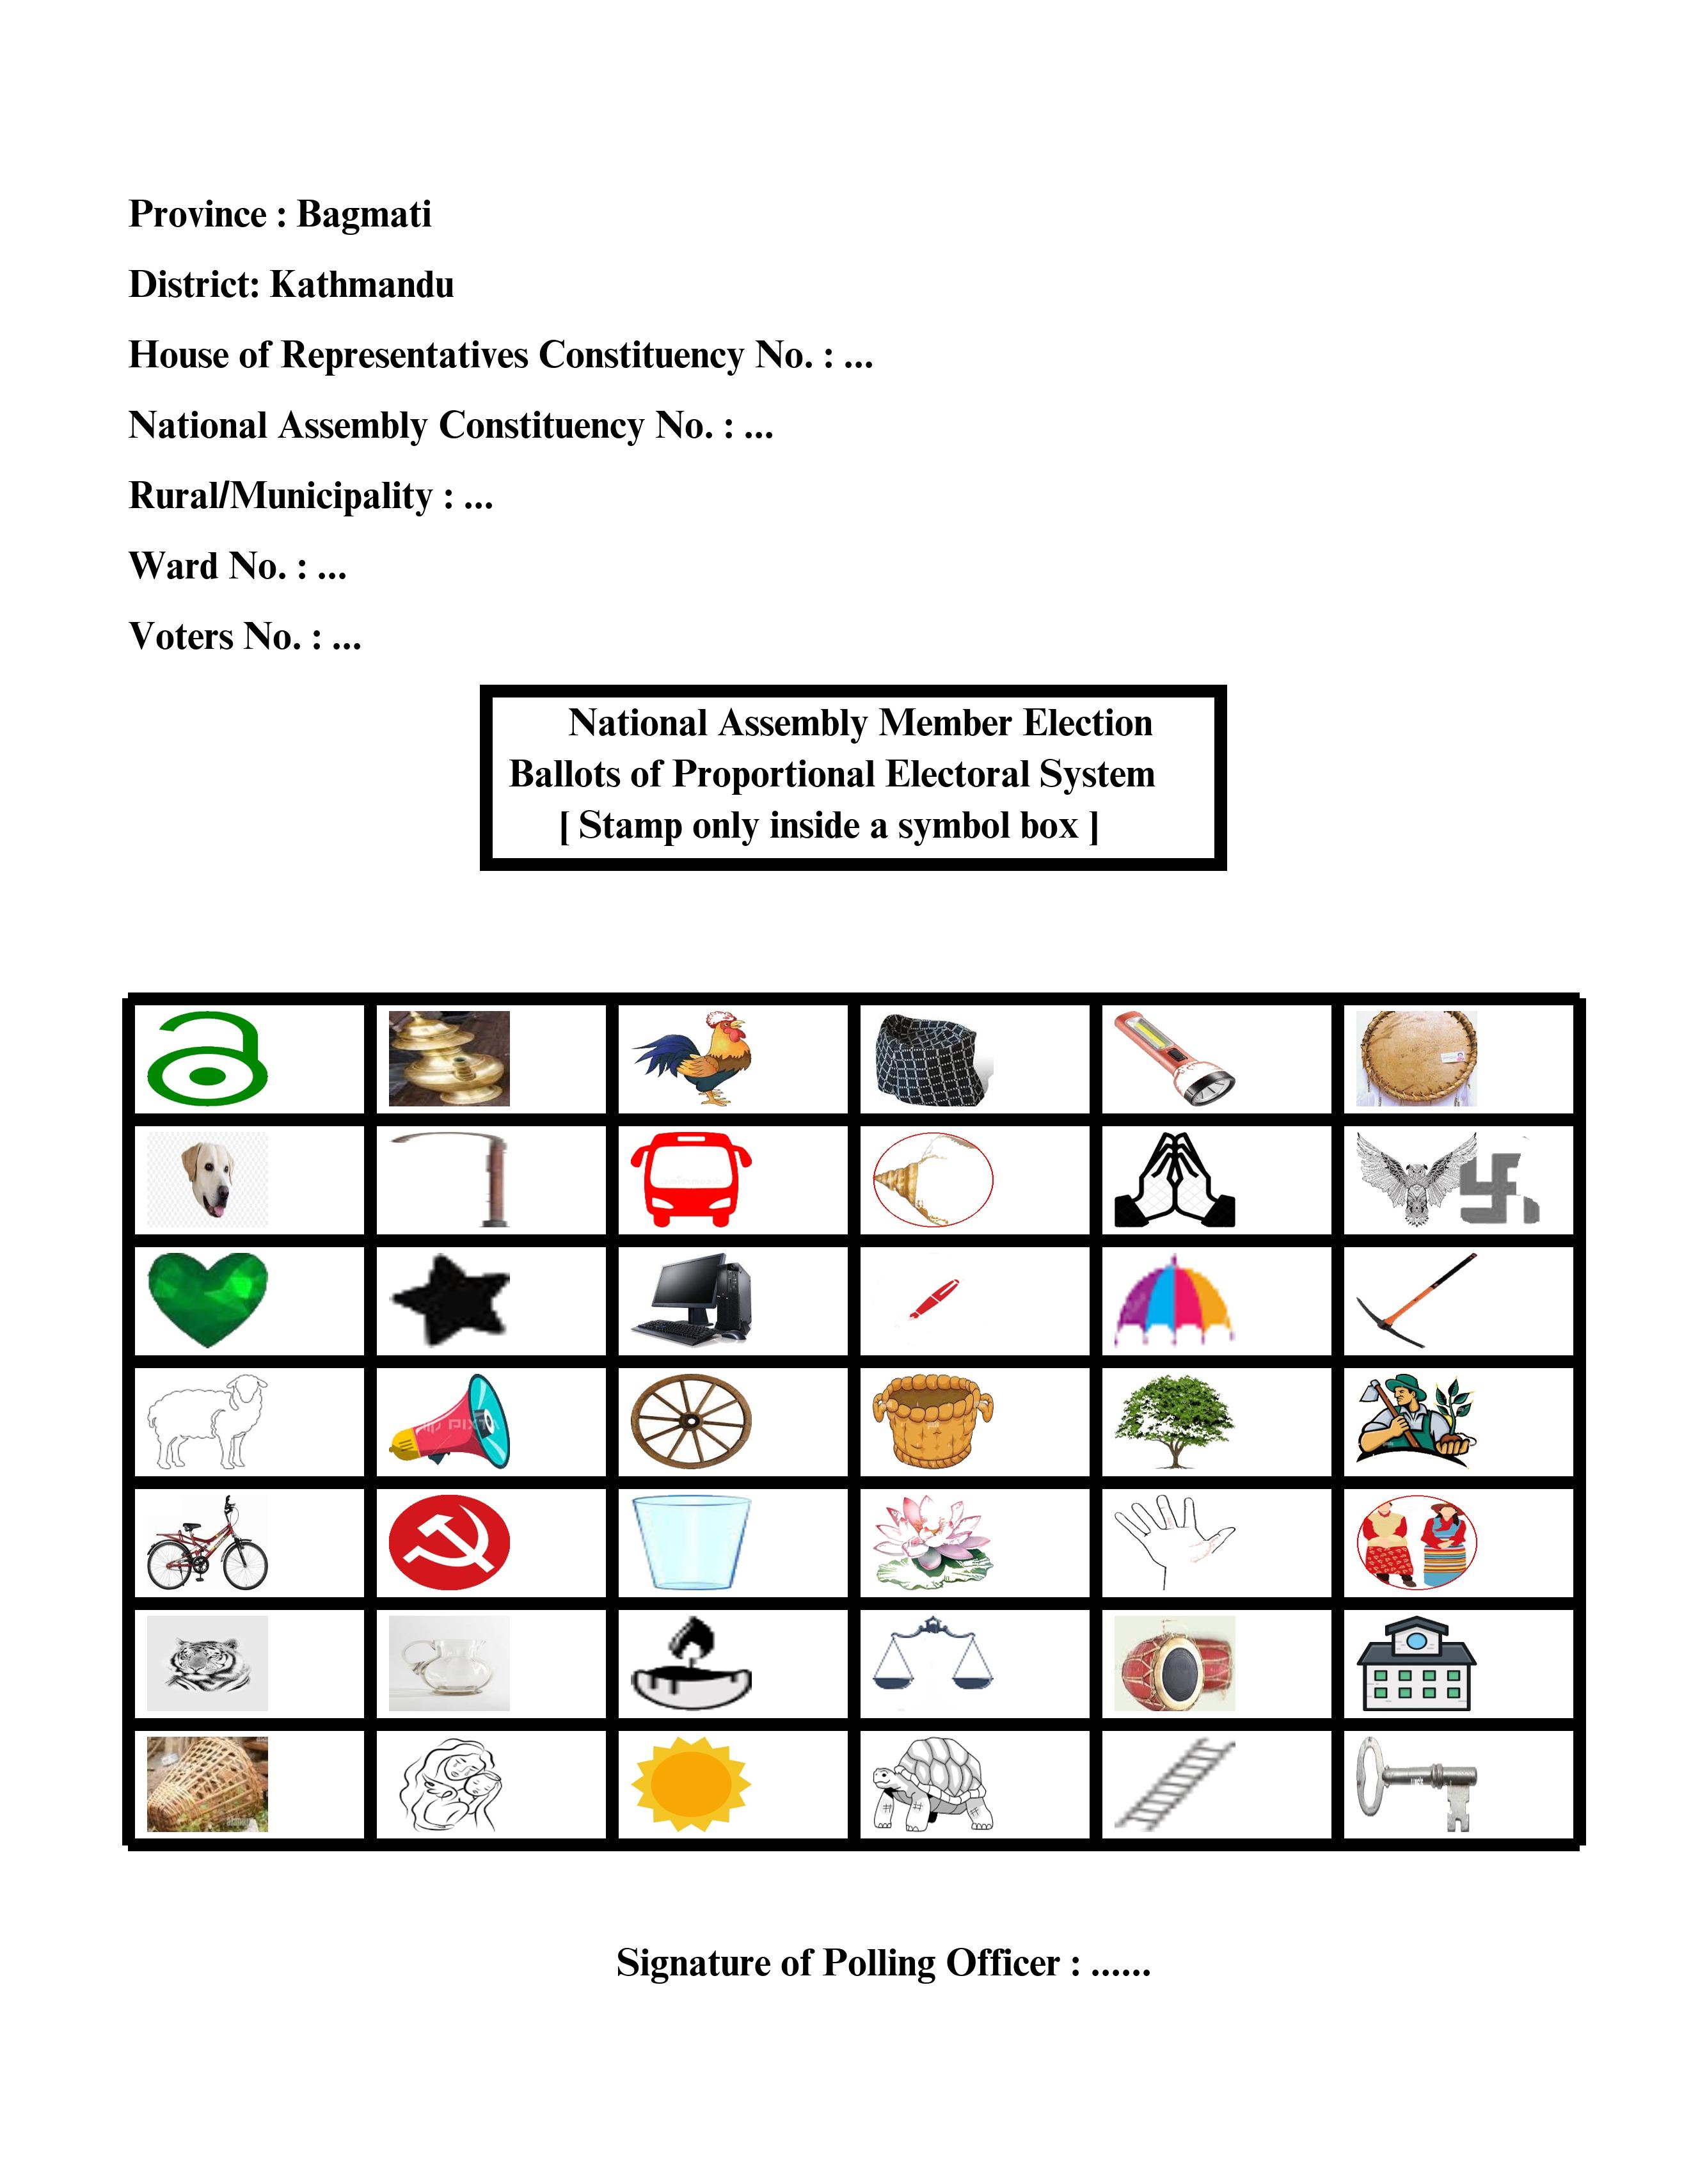 Province : Bagmati
District: Kathmandu
House of Representatives Constituency No. : ...
National Assembly Constituency No. : ...
Rural/Municipality : ...
Ward No. : ...
Voters No. : ...
National Assembly Member Election
Ballots of Proportional Electoral System
[ Stamp only inside a symbol box ]
PIXTA
Signature of Polling Officer : ......